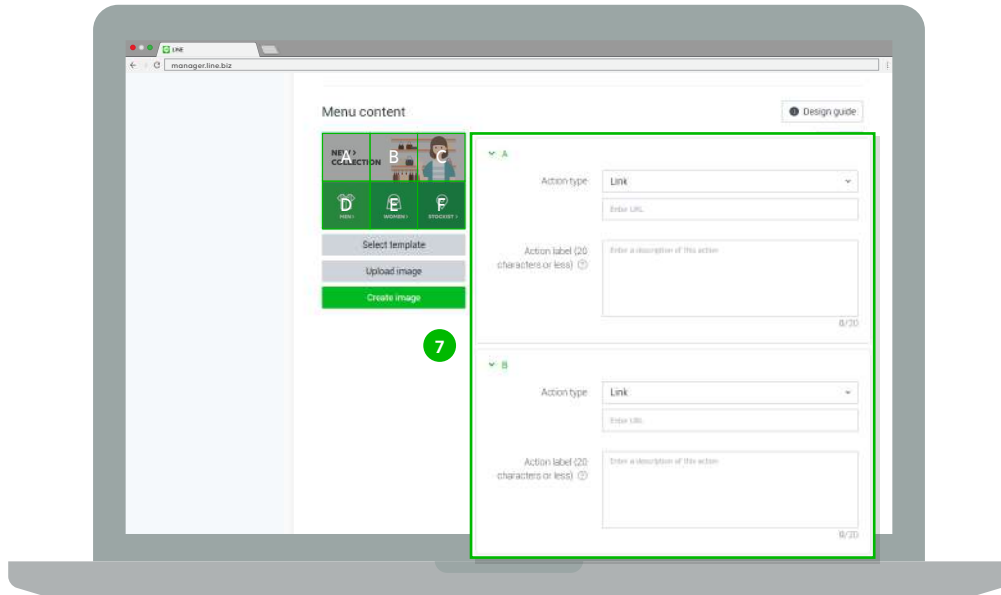 LINE
manager.line.biz
Menu content
Design guide
NEW >
COLLECTION
A
B
C
D
E
F
MEN >
WOMEN >
STOCKIST >
Select template
Upload image
Create image
7
A
Action type
Link
Enter URL
Action label (20
characters or less) ?
Enter a description of this action
0/20
B
Action type
Link
Enter URL
Action label (20
characters or less) ?
Enter a description of this action
0/20